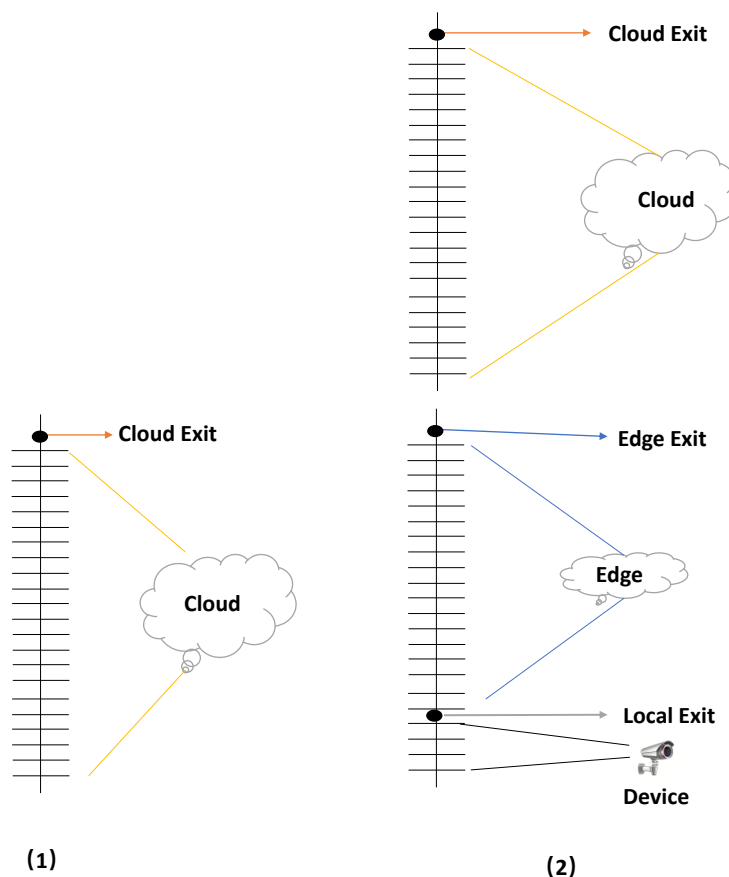 Cloud Exit
Cloud
Cloud Exit
Edge Exit
Edge
Cloud
Local Exit
Device
(1)
(2)